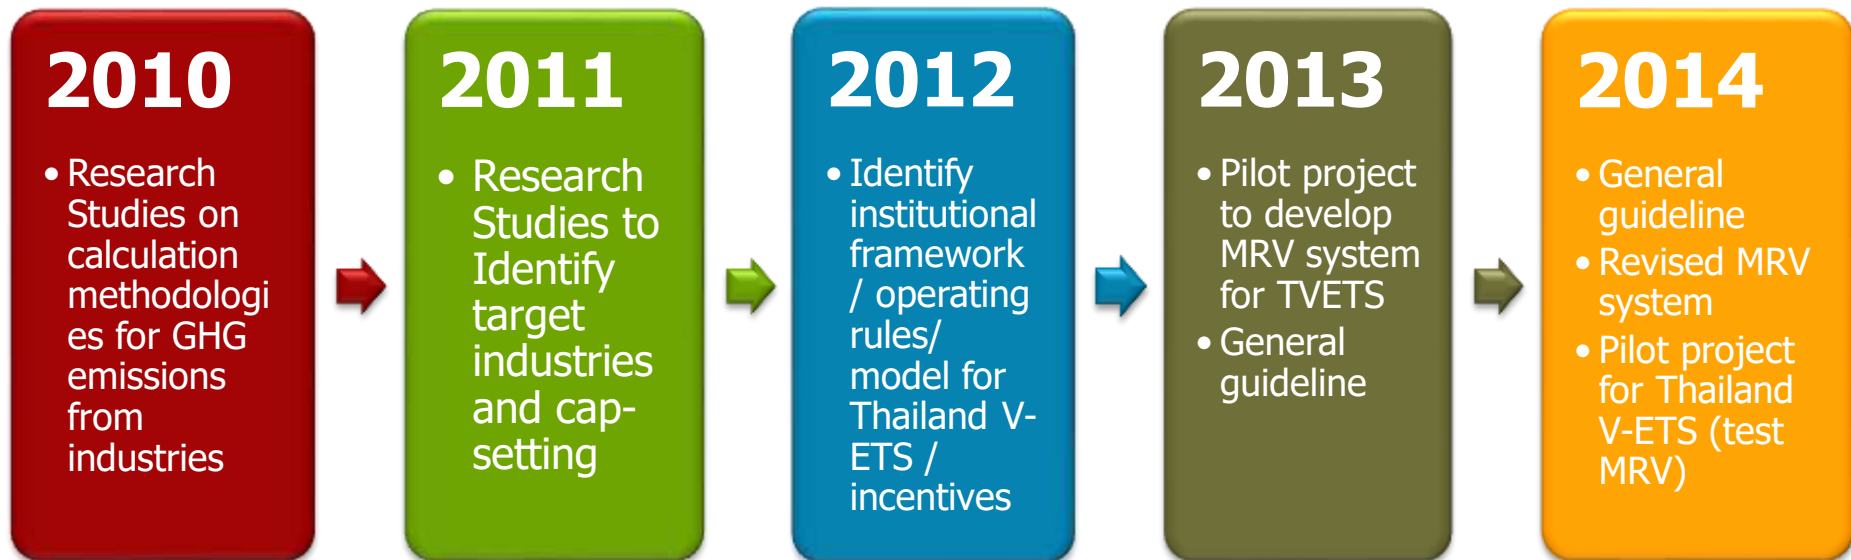 2010
• Research
Studies on
calculation
methodologi
es for GHG
emissions
from
industries
2011
• Research
Studies to
Identify
target
industries
and cap-
setting
2012
• Identify
institutional
framework
/ operating
rules/
model for
Thailand V-
ETS /
incentives
2013
• Pilot project
to develop
MRV system
for TVETS
• General
guideline
2014
• General
guideline
• Revised MRV
system
• Pilot project
for Thailand
V-ETS (test
MRV)